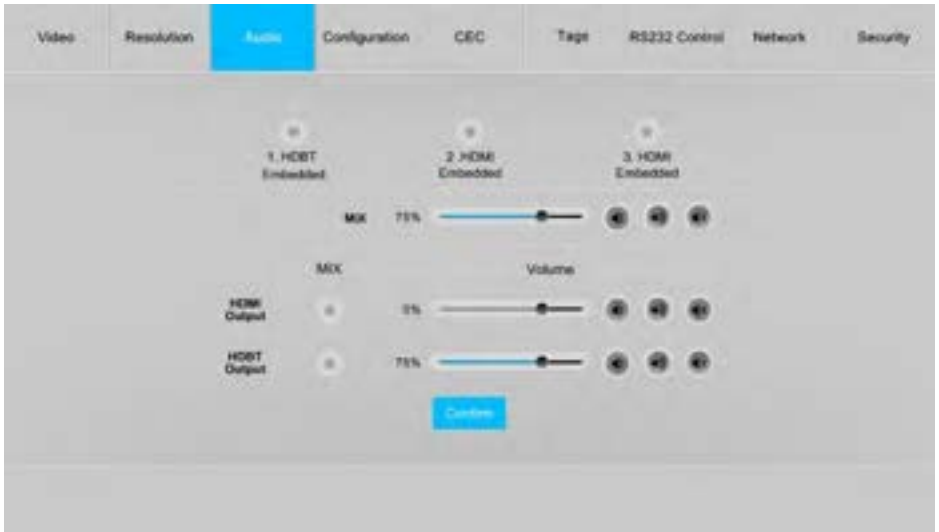 Video Resolution Audio Configuration CEC Tags RS232 Control Network Security
1. HDBT
Embedded
2 .HDMI
Embedded
3. HDMI
Embedded
MIX 75%
MIX Volume
HDMI
Output
0%
HDBT
Output
75%
Confirm